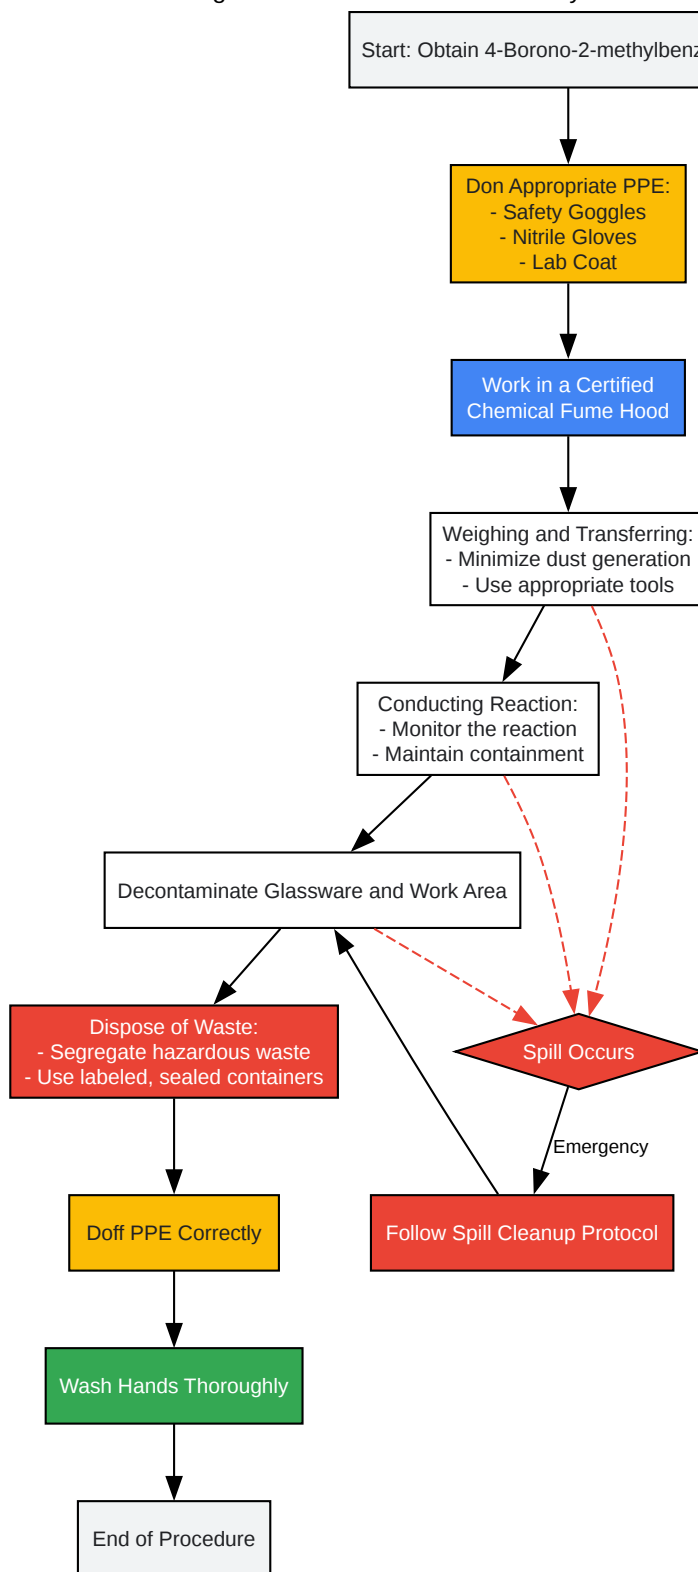 Start: Obtain 4-Borono-2-methylbenz
Don Appropriate PPE:
- Safety Goggles
- Nitrile Gloves
- Lab Coat
Work in a Certified
Chemical Fume Hood
Weighing and Transferring:
- Minimize dust generation
- Use appropriate tools
Conducting Reaction:
- Monitor the reaction
- Maintain containment
Decontaminate Glassware and Work Area
Dispose of Waste:
- Segregate hazardous waste
- Use labeled, sealed containers
Spill Occurs
Emergency
Doff PPE Correctly
Follow Spill Cleanup Protocol
Wash Hands Thoroughly
End of Procedure